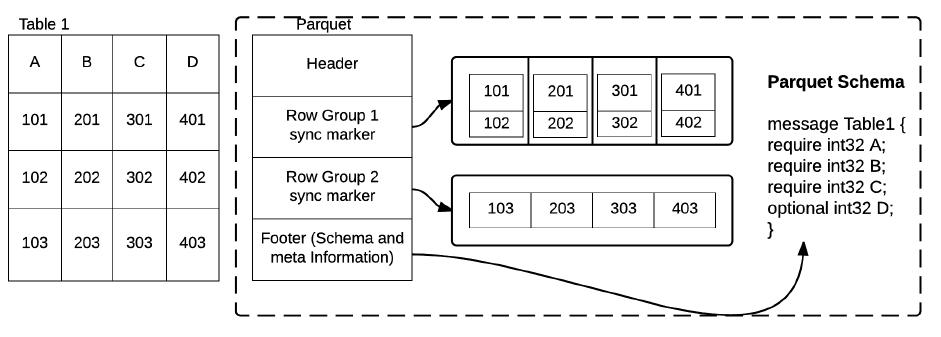 Table 1
A B C D
101 201 301 401
102 202 302 402
103 203 303 403
Parquet
Header
Row Group 1
sync marker
Row Group 2
sync marker
Footer (Schema and
meta Information)
101 201 301 401
102 202 302 402
103 203 303 403
Parquet Schema
message Table1 {
require int32 A;
require int32 B;
require int32 C;
optional int32 D;
}